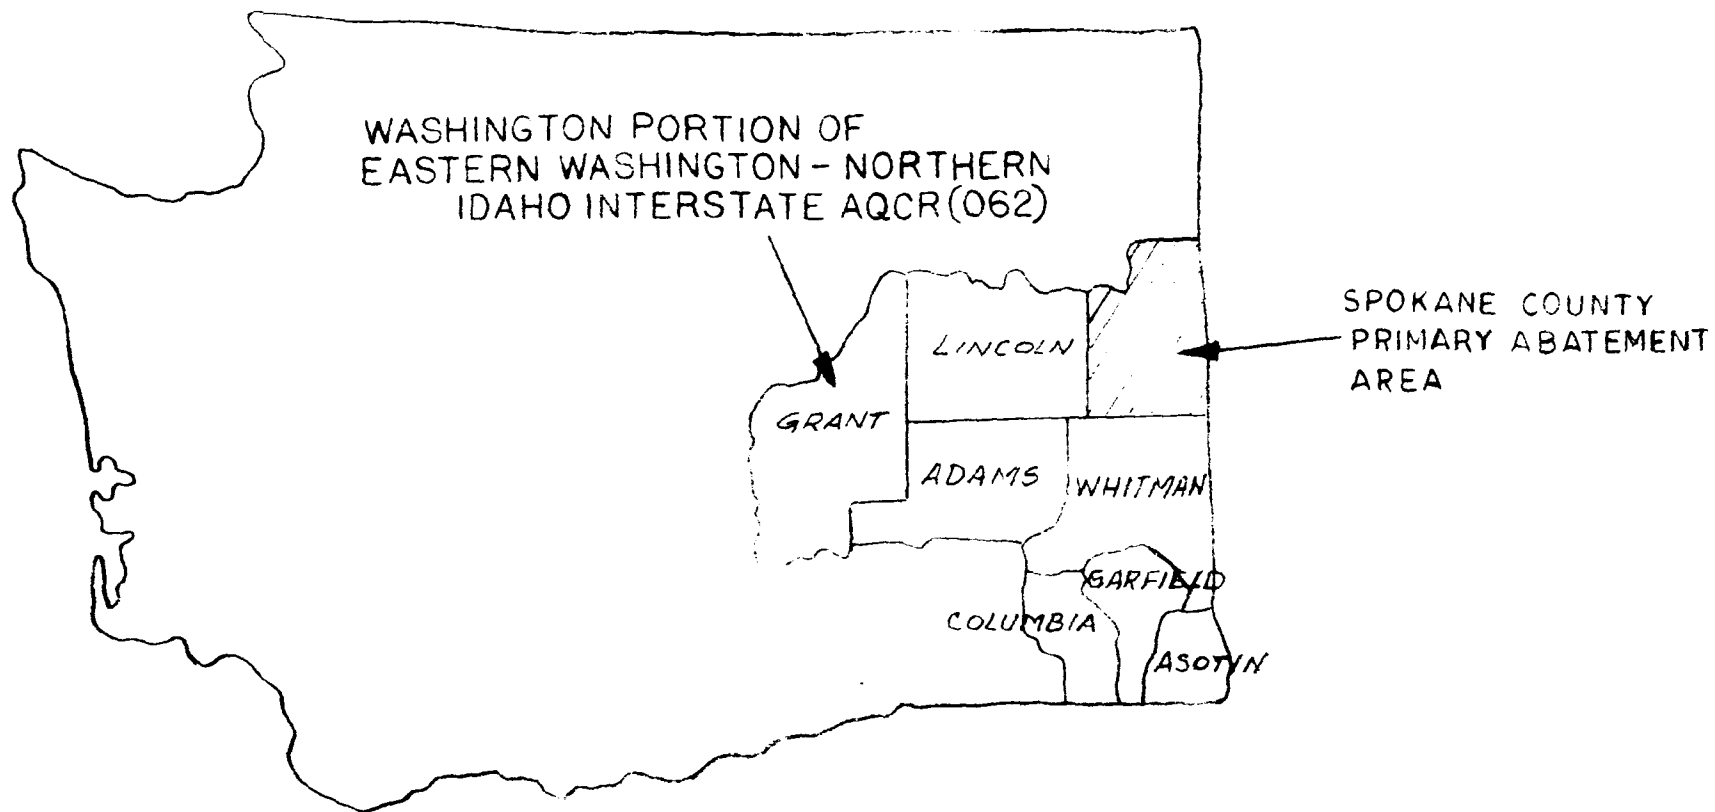 WASHINGTON PORTION OF
EASTERN WASHINGTON - NORTHERN
IDAHO INTERSTATE AQCR (062)
SPOKANE COUNTY
PRIMARY ABATEMENT
AREA
LINCOLN
GRANT
ADAMS
WHITMAN
GARFIELD
COLUMBIA
ASOTIN